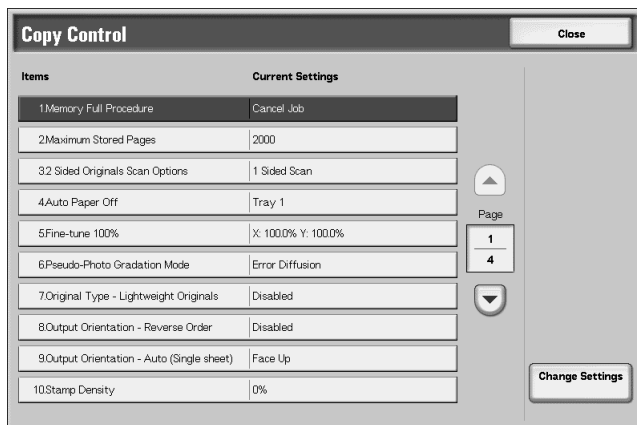 Copy Control
Close
Items Current Settings
1.Memory Full Procedure Cancel Job
2.Maximum Stored Pages 2000
3.2 Sided Originals Scan Options 1 Sided Scan
4.Auto Paper Off Tray 1
5.Fine-tune 100% X: 100.0% Y: 100.0%
6.Pseudo-Photo Gradation Mode Error Diffusion
7.Original Type - Lightweight Originals Disabled
8.Output Orientation - Reverse Order Disabled
9.Output Orientation - Auto (Single sheet) Face Up
10.Stamp Density 0%
Page
1
4
Change Settings